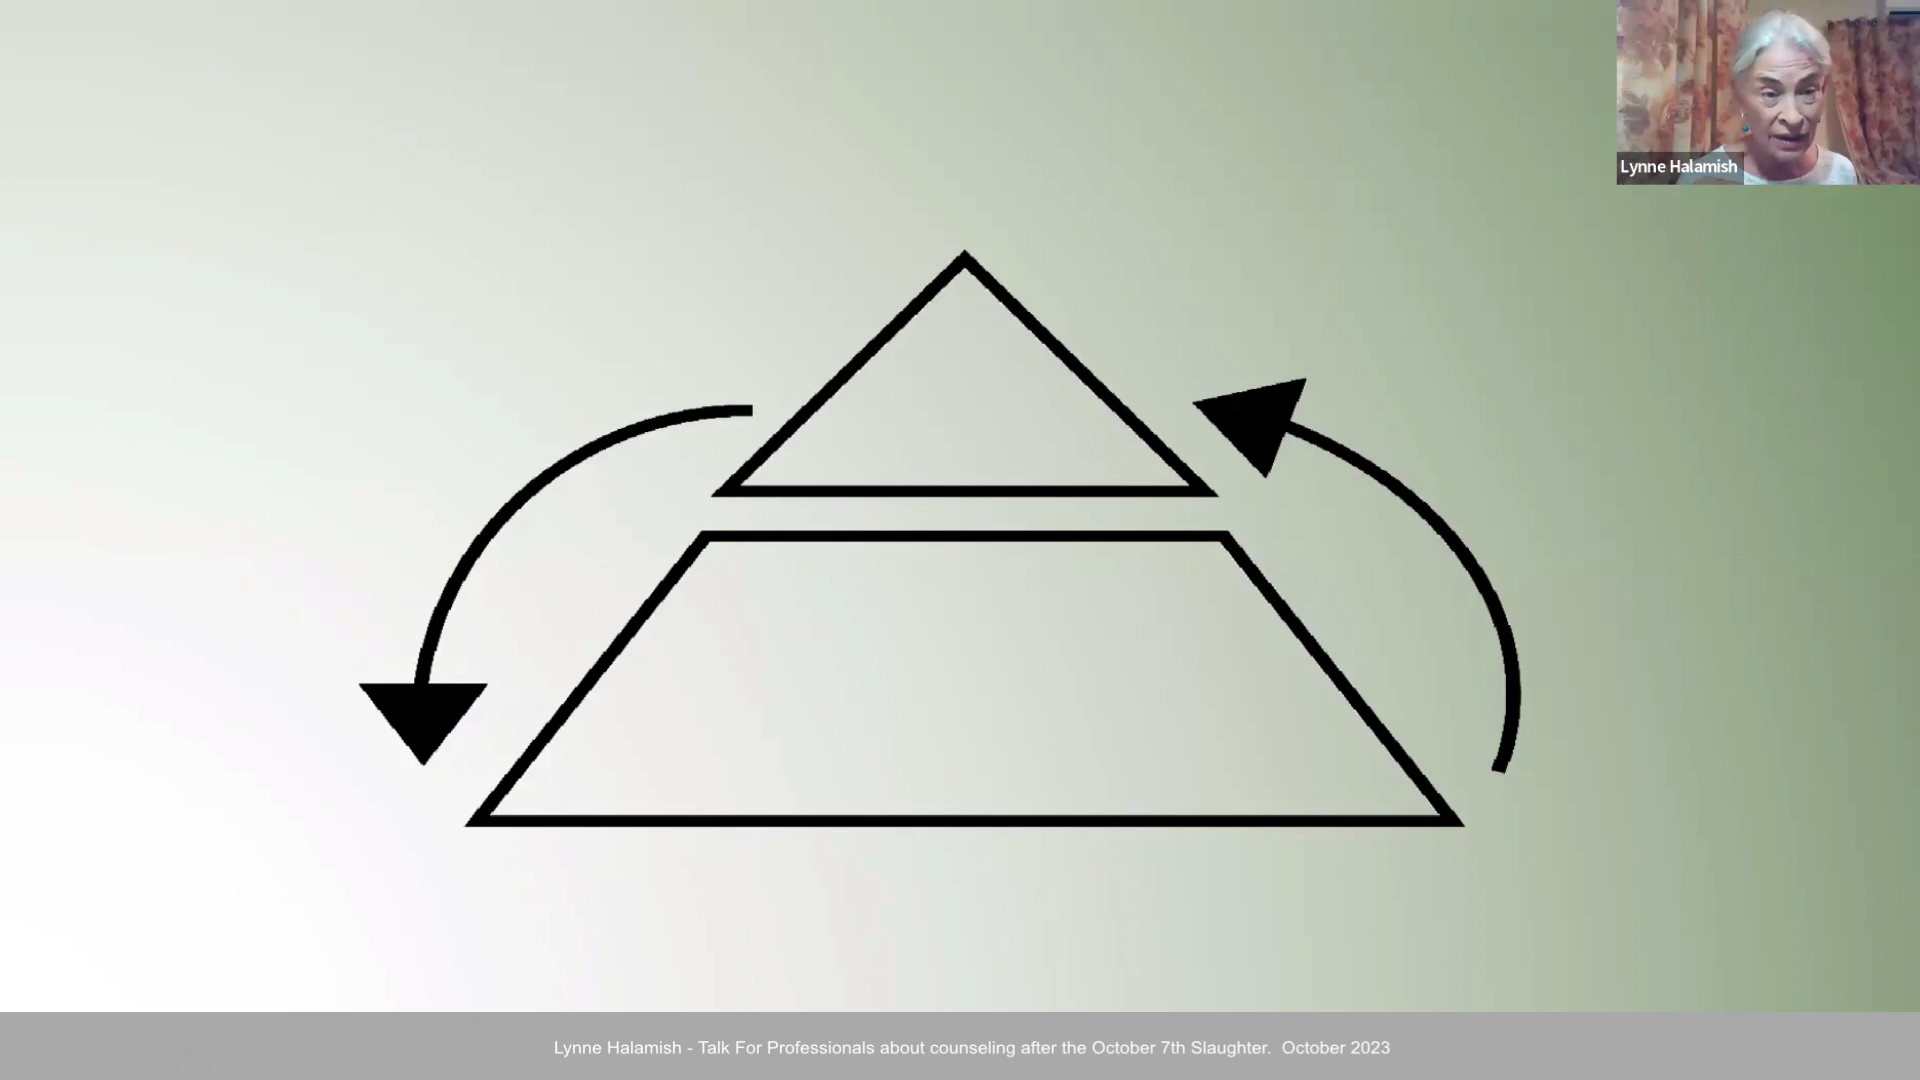 Lynne Halamish
Lynne Halamish - Talk For Professionals about counseling after the October 7th Slaughter.  October 2023